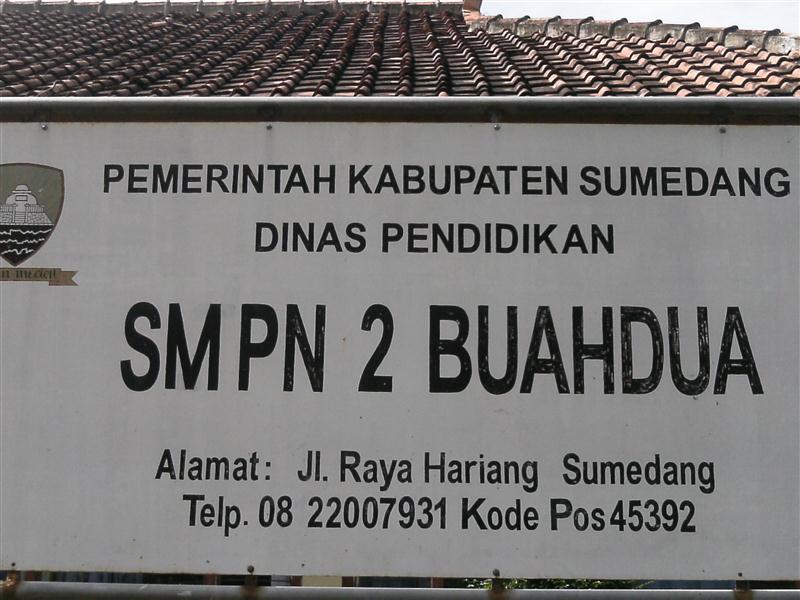 PEMERINTAH KABUPATEN SUMEDANG
DINAS PENDIDIKAN
SMPN 2 BUAHDUA
Alamat: Jl. Raya Hariang Sumedang
Telp. 08 22007931 Kode Pos 45392